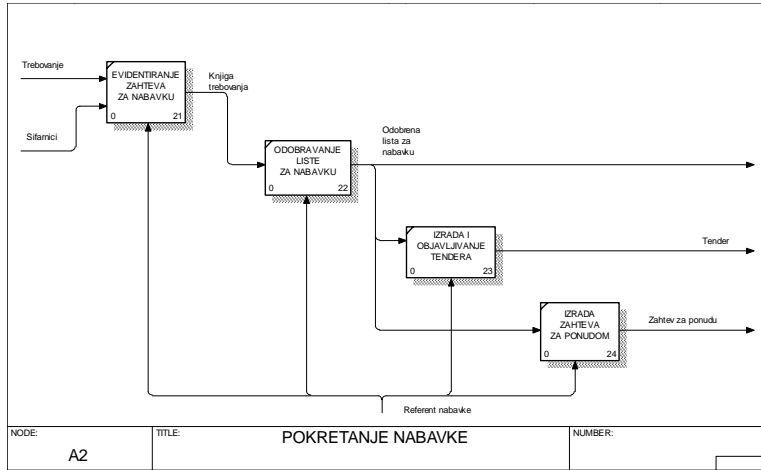 Trebovanje
Sifarnici
EVIDENTIRANJE
ZAHTEVA
ZA NABAVKU
0 21
Knjiga
trebovanja
ODOBRAVANJE
LISTE
ZA NABAVKU
0 22
Odobrena
lista za
nabavku
IZRADA I
OBJAVLJIVANJE
TENDERA
0 23
Tender
IZRADA
ZAHTEVA
ZA PONUDOM
0 24
Zahtev za ponudu
Referent nabavke
NODE:
A2
TITLE:
POKRETANJE NABAVKE
NUMBER: